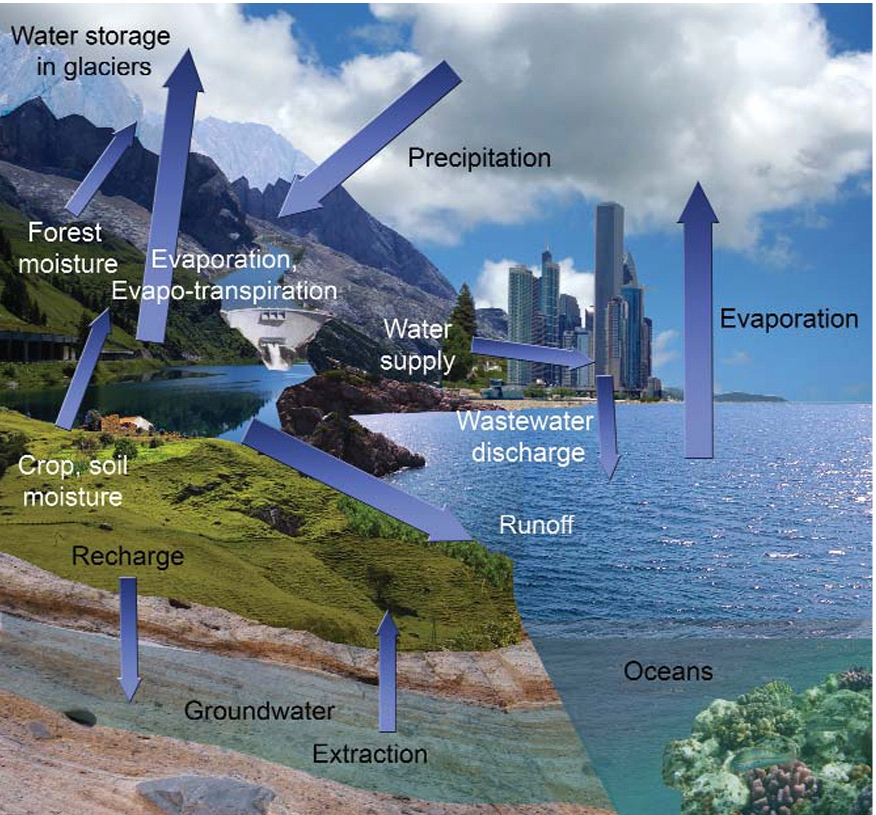 Water storage
in glaciers
Precipitation
Forest
moisture
Evaporation,
Evapo-transpiration
Evaporation
Water
supply
Wastewater
discharge
Crop, soil
moisture
Runoff
Recharge
Oceans
Groundwater
Extraction